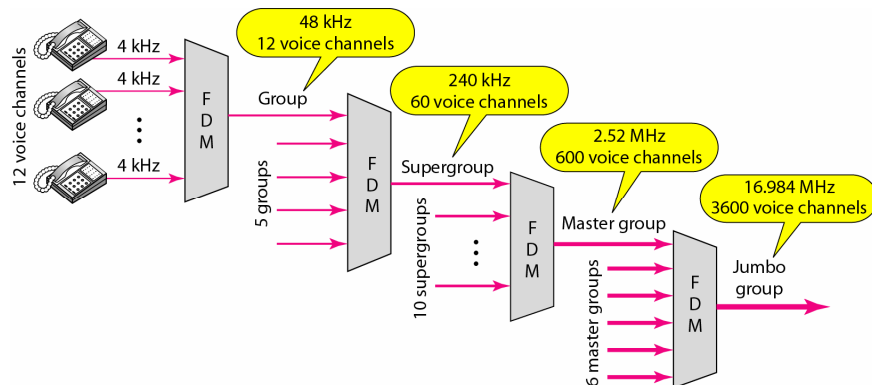 12 voice channels
4 kHz
4 kHz
4 kHz
F
D
M
48 kHz
12 voice channels
Group
5 groups
F
D
M
240 kHz
60 voice channels
Supergroup
10 supergroups
F
D
M
2.52 MHz
600 voice channels
Master group
6 master groups
F
D
M
16.984 MHz
3600 voice channels
Jumbo
group